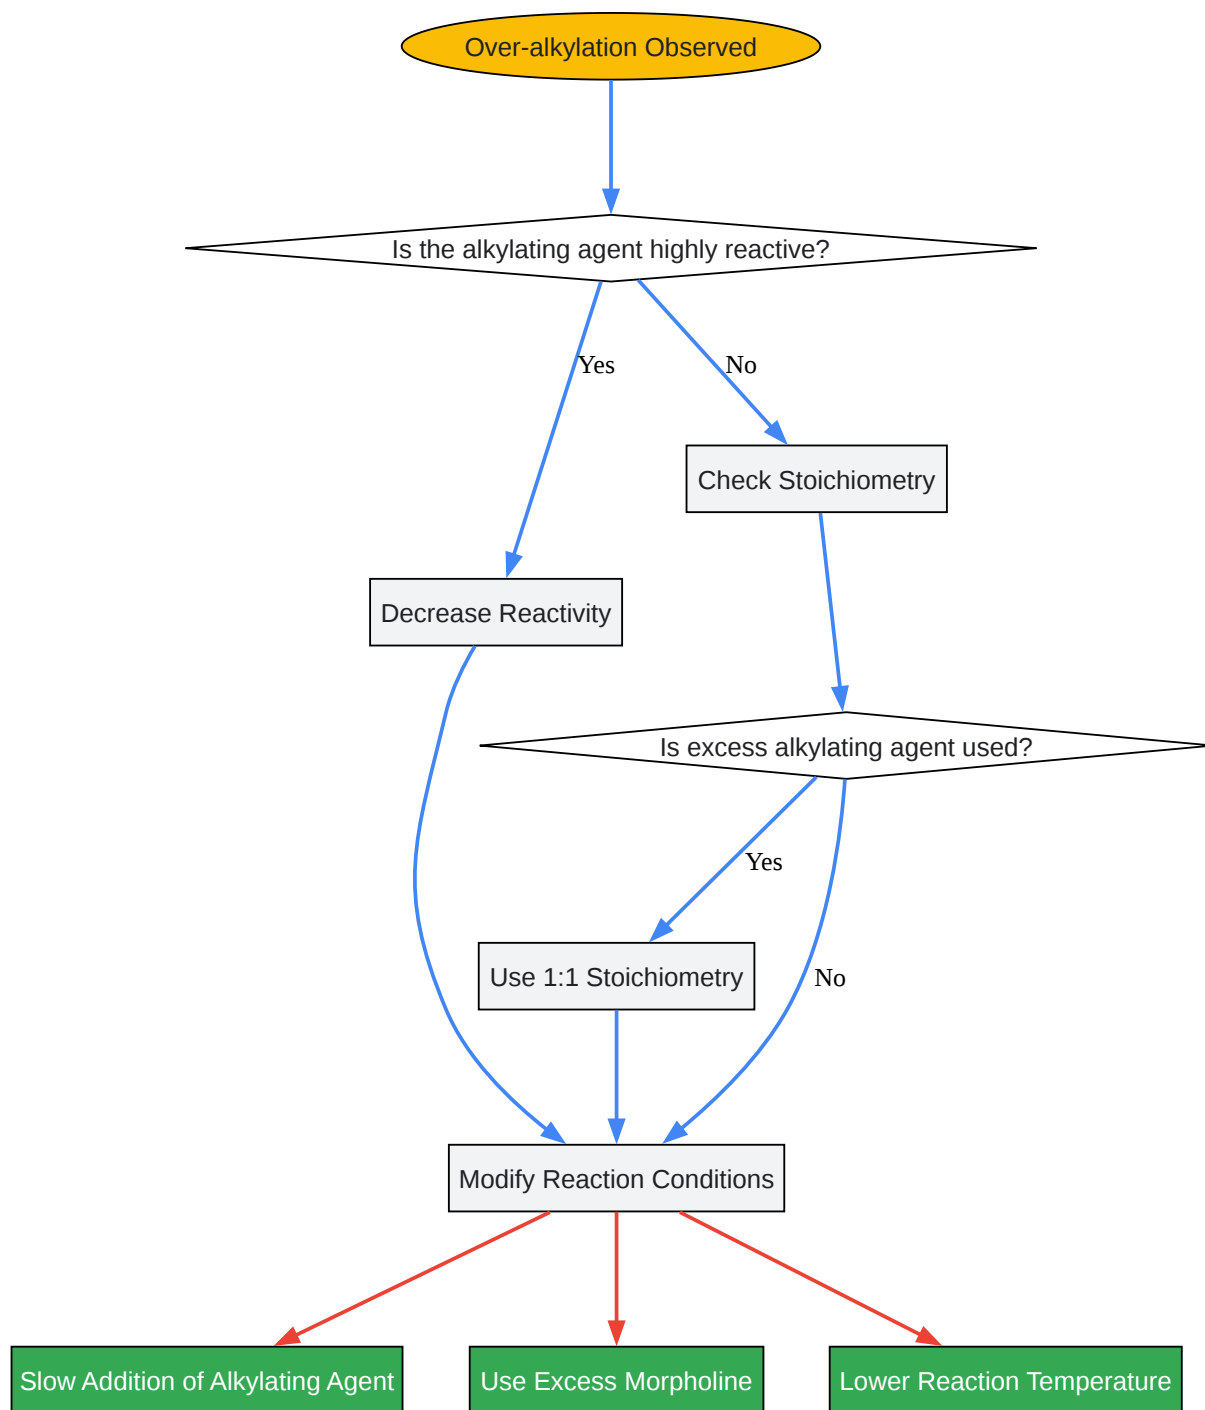 Over-alkylation Observed
Is the alkylating agent highly reactive?
Yes
No
Check Stoichiometry
Decrease Reactivity
Is excess alkylating agent used?
Yes
Use 1:1 Stoichiometry
No
Modify Reaction Conditions
Slow Addition of Alkylating Agent
Use Excess Morpholine
Lower Reaction Temperature